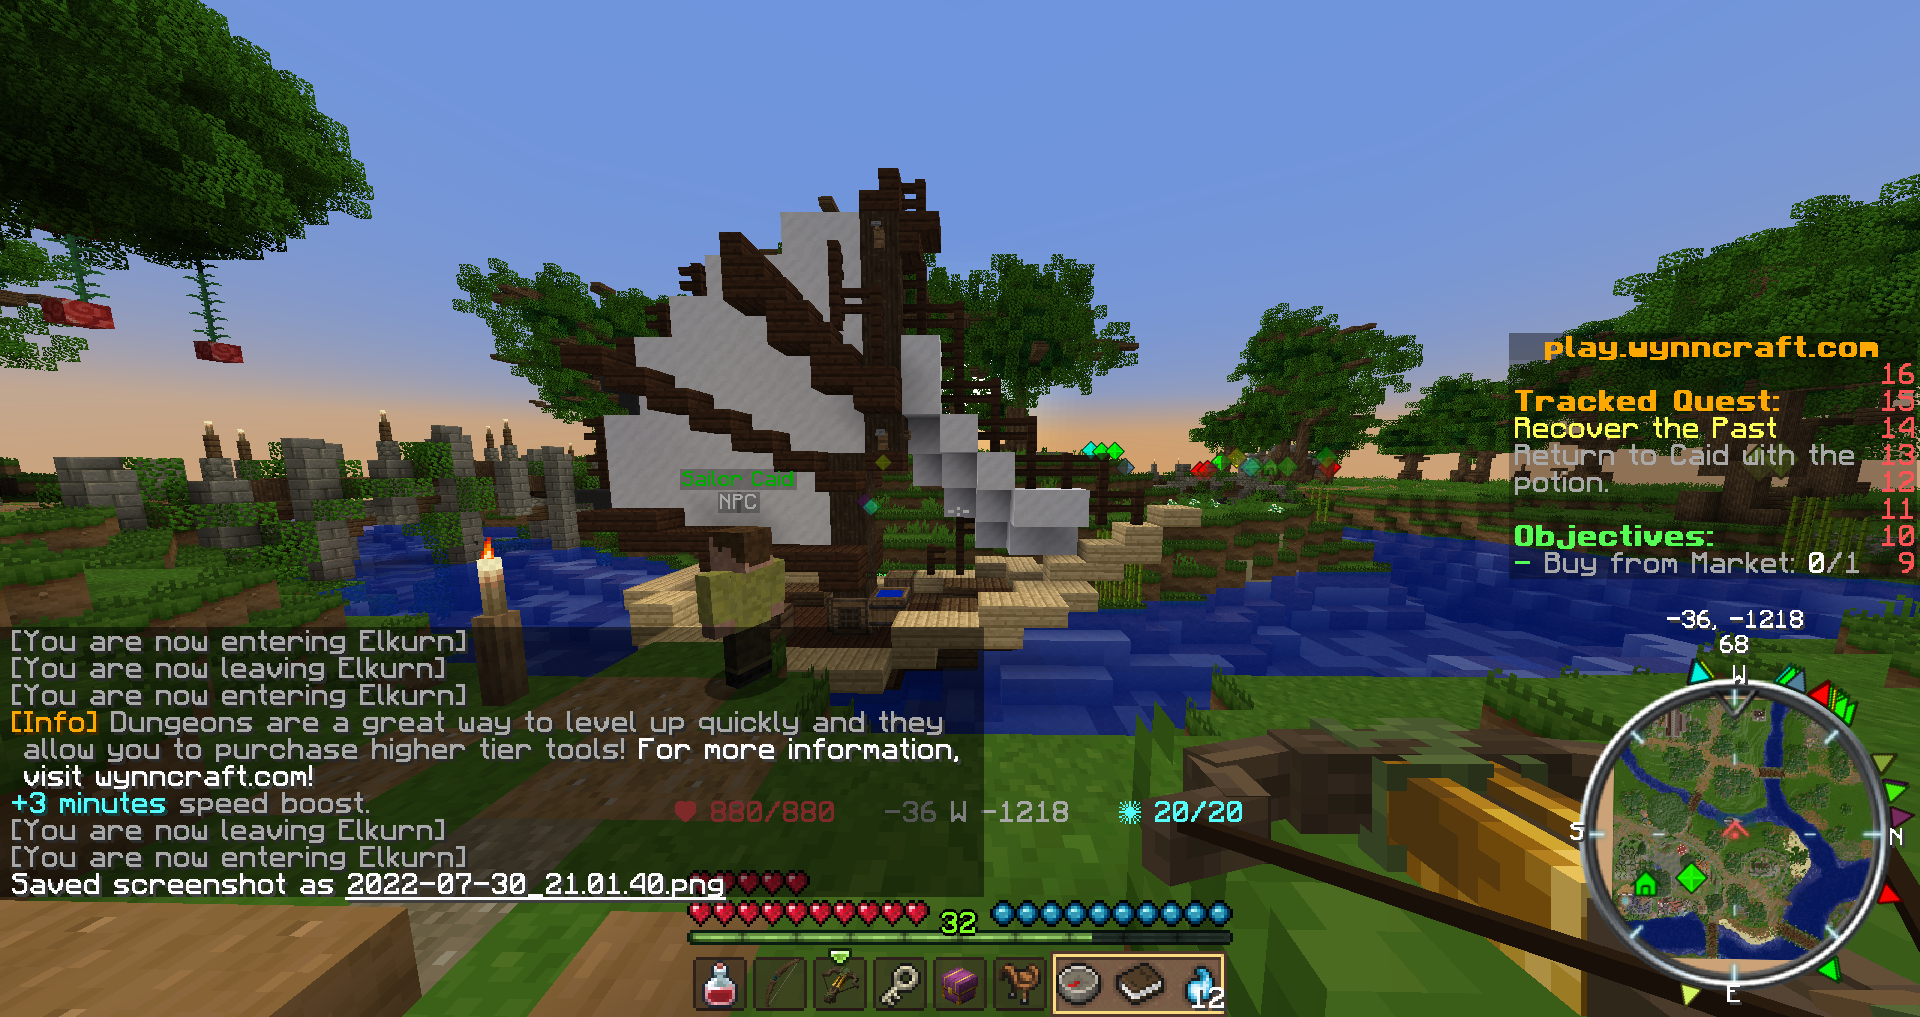 Sailor Caid
NPC
play.wynncraft.com
16
Tracked Quest:
15
Recover the Past
14
Return to Caid with the
13
potion.
12
11
Objectives:
10
- Buy from Market: 0/1
9
-36, -1218
68
W
S
N
E
[You are now entering Elkurn]
[You are now leaving Elkurn]
[You are now entering Elkurn]
[Info] Dungeons are a great way to level up quickly and they
allow you to purchase higher tier tools! For more information,
visit wynncraft.com!
+3 minutes speed boost.
[You are now leaving Elkurn]
[You are now entering Elkurn]
Saved screenshot as 2022-07-30_21.01.40.png
880/880 -36 W -1218 20/20
32
12